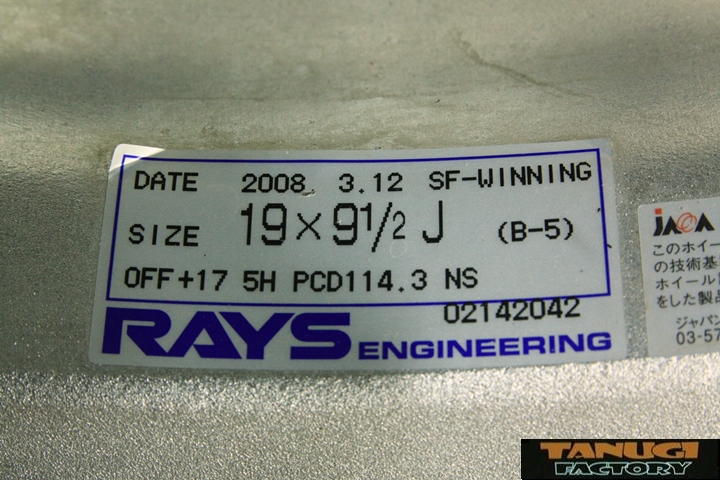 DATE 2008. 3.12 SF-WINNING
SIZE 19×9½J (B-5)
OFF+17 5H PCD114.3 NS
02142042
RAYS ENGINEERING
JAWA
このホイー
の技術基
ホイール
をした製品
ジャパン
03-57
TANUGI
FACTORY